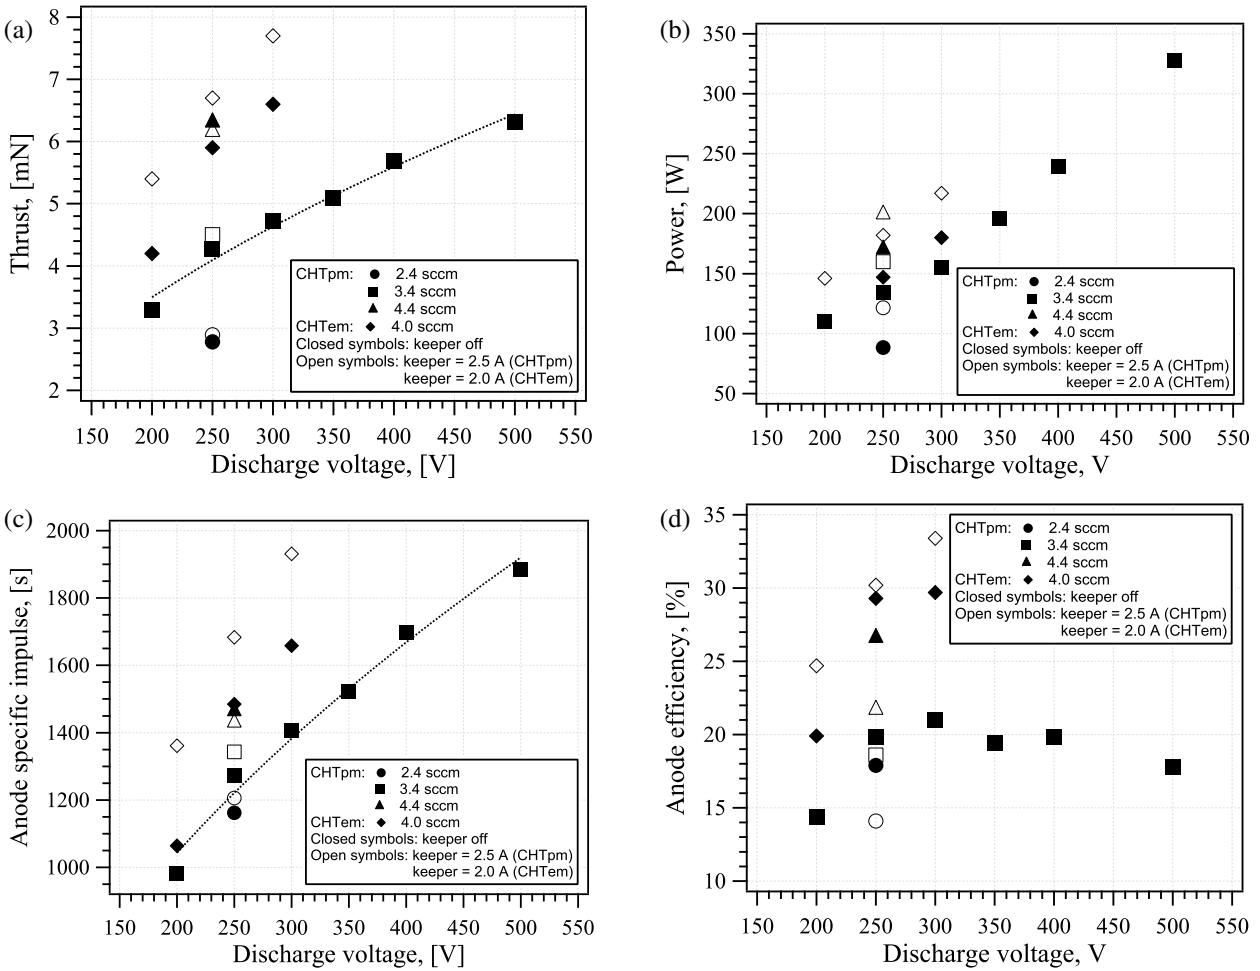 (a)
8
7
6
5
4
3
2
Thrust, [mN]
CHTpm: 2.4 sccm
3.4 sccm
4.4 sccm
CHTem: 4.0 sccm
Closed symbols: keeper off
Open symbols: keeper = 2.5 A (CHTpm)
keeper = 2.0 A (CHTem)
150 200 250 300 350 400 450 500 550
Discharge voltage, [V]
(b)
350
300
250
200
150
100
50
Power, [W]
CHTpm: 2.4 sccm
3.4 sccm
4.4 sccm
CHTem: 4.0 sccm
Closed symbols: keeper off
Open symbols: keeper = 2.5 A (CHTpm)
keeper = 2.0 A (CHTem)
150 200 250 300 350 400 450 500 550
Discharge voltage, V
(c)
2000
1800
1600
1400
1200
1000
Anode specific impulse, [s]
CHTpm: 2.4 sccm
3.4 sccm
4.4 sccm
CHTem: 4.0 sccm
Closed symbols: keeper off
Open symbols: keeper = 2.5 A (CHTpm)
keeper = 2.0 A (CHTem)
150 200 250 300 350 400 450 500 550
Discharge voltage, [V]
(d)
35
30
25
20
15
10
Anode efficiency, [%]
CHTpm: 2.4 sccm
3.4 sccm
4.4 sccm
CHTem: 4.0 sccm
Closed symbols: keeper off
Open symbols: keeper = 2.5 A (CHTpm)
keeper = 2.0 A (CHTem)
150 200 250 300 350 400 450 500 550
Discharge voltage, V